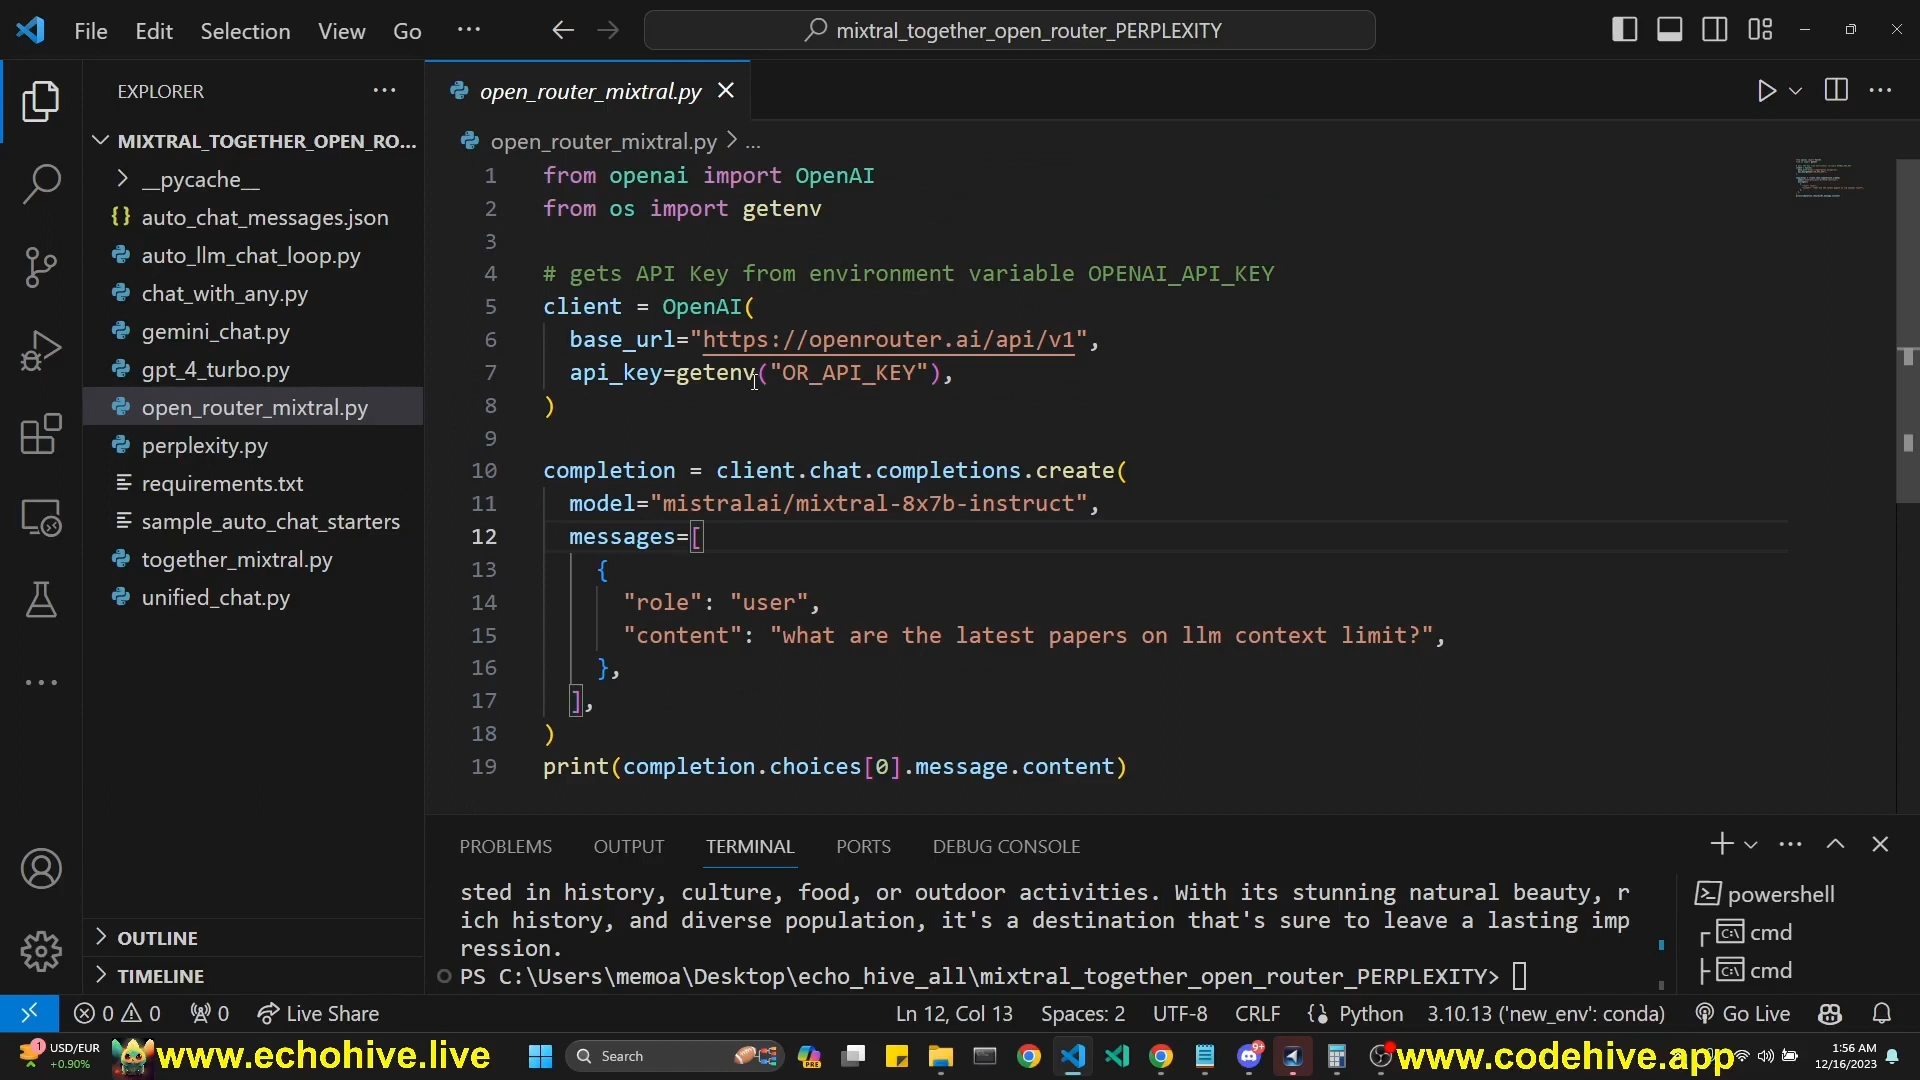 File Edit Selection View Go ...
mixtral_together_open_router_PERPLEXITY
EXPLORER
MIXTRAL_TOGETHER_OPEN_RO...
__pycache__
auto_chat_messages.json
auto_llm_chat_loop.py
chat_with_any.py
gemini_chat.py
gpt_4_turbo.py
open_router_mixtral.py
perplexity.py
requirements.txt
sample_auto_chat_starters
together_mixtral.py
unified_chat.py
OUTLINE
TIMELINE
open_router_mixtral.py
open_router_mixtral.py > ...
1 from openai import OpenAI
2 from os import getenv
3
4 # gets API Key from environment variable OPENAI_API_KEY
5 client = OpenAI(
6 base_url="https://openrouter.ai/api/v1",
7 api_key=getenv("OR_API_KEY"),
8 )
9
10 completion = client.chat.completions.create(
11 model="mistralai/mixtral-8x7b-instruct",
12 messages=[
13 {
14 "role": "user",
15 "content": "what are the latest papers on llm context limit?",
16 },
17 ],
18 )
19 print(completion.choices[0].message.content)
PROBLEMS OUTPUT TERMINAL PORTS DEBUG CONSOLE
sted in history, culture, food, or outdoor activities. With its stunning natural beauty, r
ich history, and diverse population, it's a destination that's sure to leave a lasting imp
ression.
PS C:\Users\memoa\Desktop\echo_hive_all\mixtral_together_open_router_PERPLEXITY>
powershell
cmd
cmd
0 0 0 Live Share Ln 12, Col 13 Spaces: 2 UTF-8 CRLF Python 3.10.13 ('new_env': conda) Go Live
1 USD/EUR
+0.90%
www.echohive.live
Search
PRE
9+
www.codehive.app
1:56 AM
12/16/2023